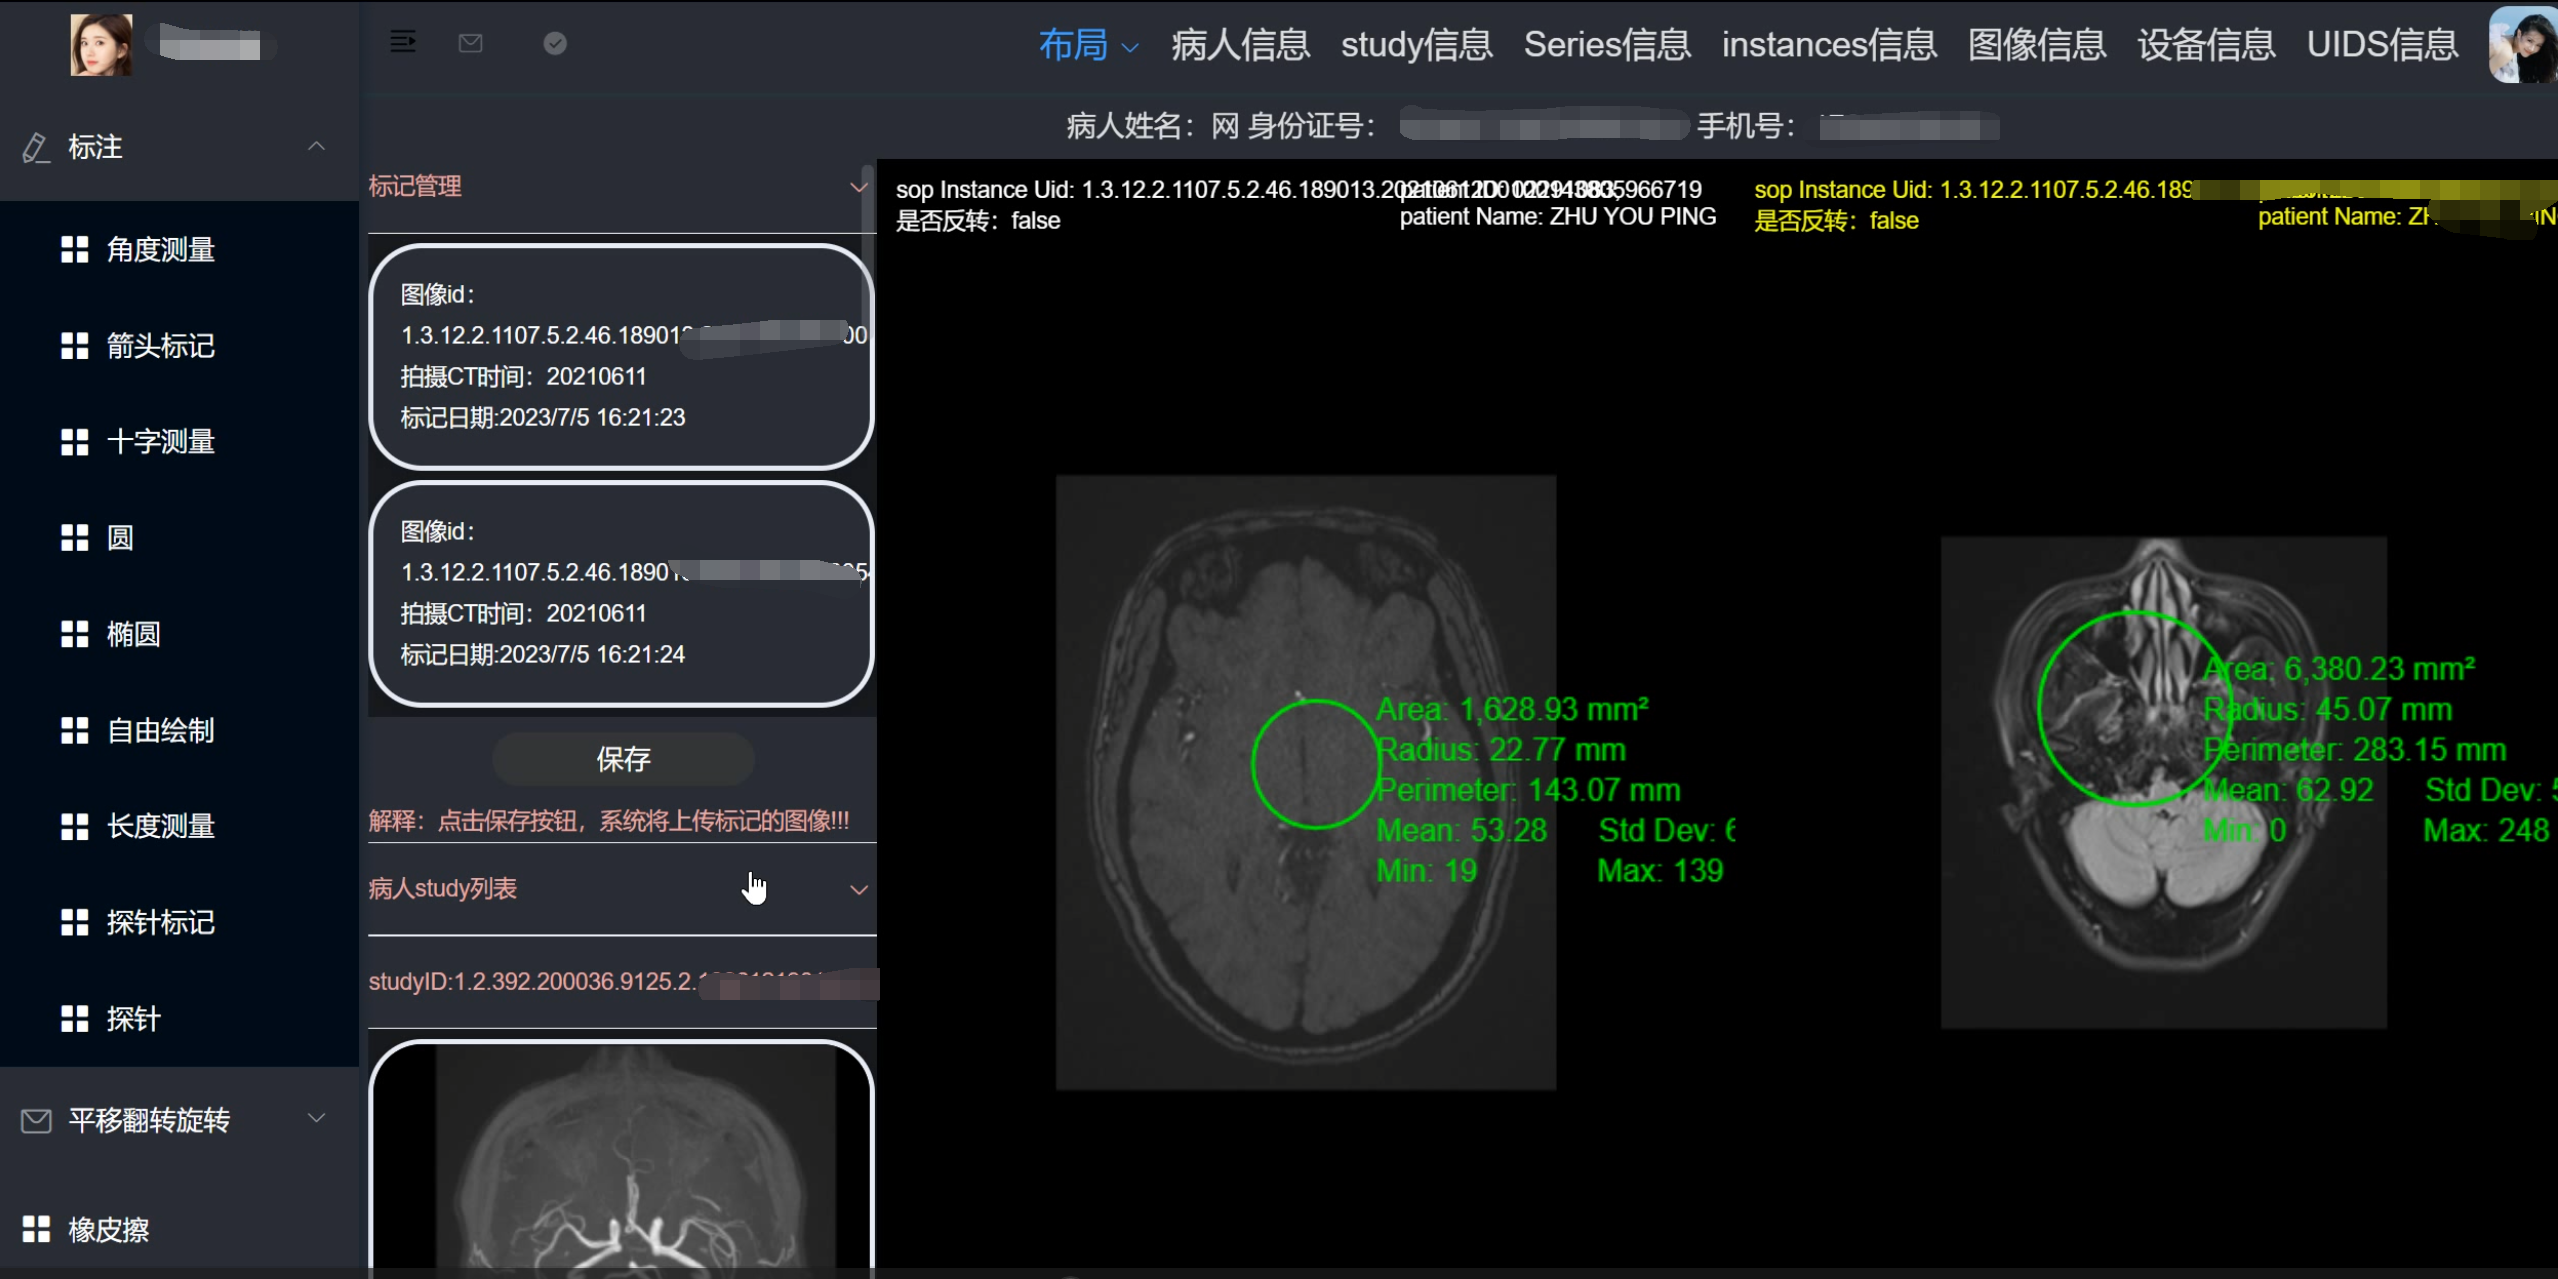 布局 病人信息 study信息 Series信息 instances信息 图像信息 设备信息 UIDS信息
病人姓名：网 身份证号： 手机号：
标注
角度测量
箭头标记
十字测量
圆
椭圆
自由绘制
长度测量
探针标记
探针
平移翻转旋转
橡皮擦
标记管理
图像id：
1.3.12.2.1107.5.2.46.18901
拍摄CT时间：20210611
标记日期:2023/7/5 16:21:23
图像id：
1.3.12.2.1107.5.2.46.1890
拍摄CT时间：20210611
标记日期:2023/7/5 16:21:24
保存
解释：点击保存按钮，系统将上传标记的图像!!!
病人study列表
studyID:1.2.392.200036.9125.2.
sop Instance Uid: 1.3.12.2.1107.5.2.46.189013.
是否反转：false
patient Name: ZHU YOU PING
Area: 1,628.93 mm²
Radius: 22.77 mm
Perimeter: 143.07 mm
Mean: 53.28 Std Dev:
Min: 19 Max: 139
sop Instance Uid: 1.3.12.2.1107.5.2.46.189
是否反转：false
patient Name:
Area: 6,380.23 mm²
Radius: 45.07 mm
Perimeter: 283.15 mm
Mean: 62.92 Std Dev:
Min: 0 Max: 248